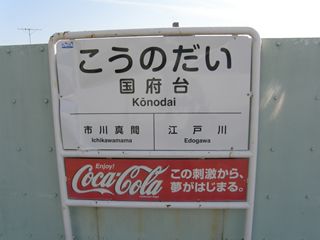 こうのだい
国府台
Kōnodai
市川真間 江戸川
Ichikawamama Edogawa
Enjoy!
Coca-Cola
この刺激から、
夢がはじまる。